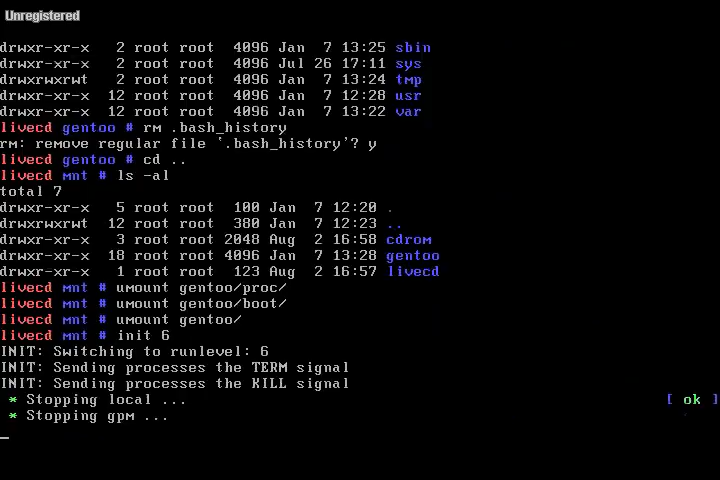 Unregistered
drwxr-xr-x   2 root root  4096 Jan  7 13:25 sbin
drwxr-xr-x   2 root root  4096 Jul 26 17:11 sys
drwxrwxrwt   2 root root  4096 Jan  7 13:24 tmp
drwxr-xr-x  12 root root  4096 Jan  7 12:28 usr
drwxr-xr-x  12 root root  4096 Jan  7 13:22 var
livecd gentoo # rm .bash_history
rm: remove regular file `.bash_history'? y
livecd gentoo # cd ..
livecd mnt # ls -al
total 7
drwxr-xr-x   5 root root   100 Jan  7 12:20 .
drwxrwxrwt  12 root root   380 Jan  7 12:23 ..
drwxr-xr-x   3 root root  2048 Aug  2 16:58 cdrom
drwxr-xr-x  18 root root  4096 Jan  7 13:28 gentoo
drwxr-xr-x   1 root root   123 Aug  2 16:57 livecd
livecd mnt # umount gentoo/proc/
livecd mnt # umount gentoo/boot/
livecd mnt # umount gentoo/
livecd mnt # init 6
INIT: Switching to runlevel: 6
INIT: Sending processes the TERM signal
INIT: Sending processes the KILL signal
 * Stopping local ... [ ok ]
 * Stopping gpm ...